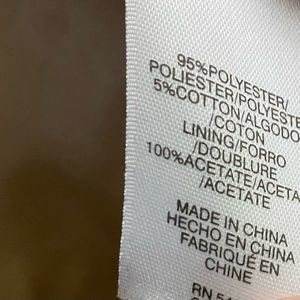 95%POLYESTER/
POLIESTER/POLYESTE
5%COTTON/ALGODO
/COTON
LINING/FORRO
/DOUBLURE
100%ACETATE/ACETA
/ACETATE
MADE IN CHINA
HECHO EN CHINA
FABRIQUÉ EN
CHINE
RN